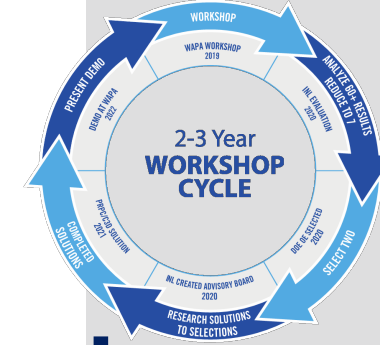 WORKSHOP
WAPA WORKSHOP
2019
ANALYZE 60+ RESULTS
REDUCE TO 7
INL EVALUATION
2020
SELECT TWO
DOE OE SELECTED
2020
RESEARCH SOLUTIONS
TO SELECTIONS
INL CREATED ADVISORY BOARD
2020
COMPLETED
SOLUTIONS
PRPC/C3D SOLUTION
2021
PRESENT DEMO
DEMO AT WAPA
2022
2-3 Year
WORKSHOP
CYCLE